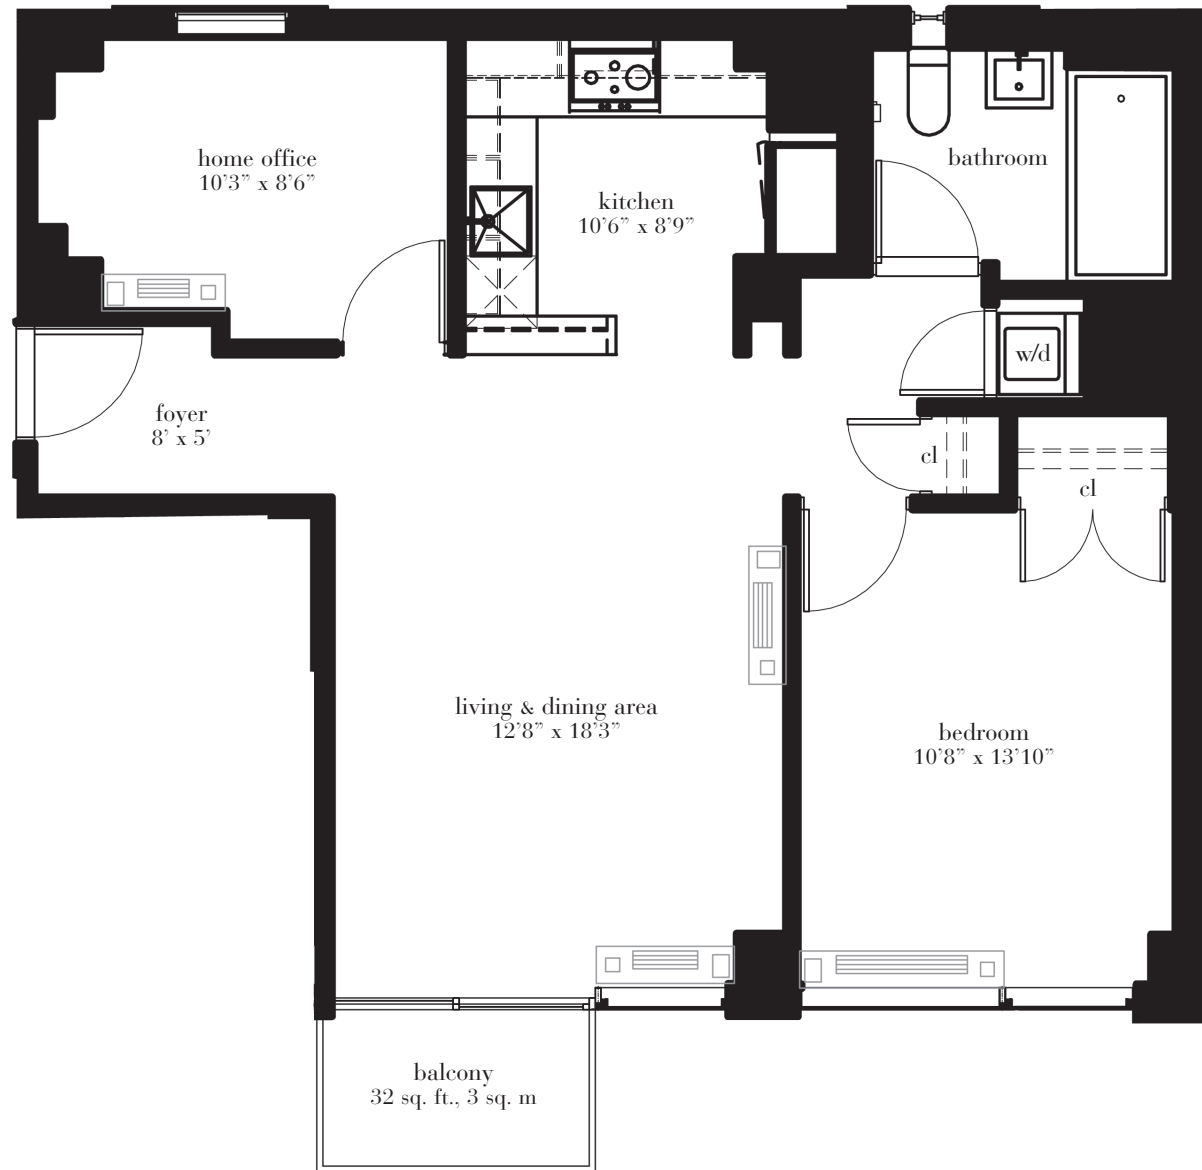 home office
10'3” x 8'6”
kitchen
10'6” x 8'9”
bathroom
w/d
foyer
8' x 5'
cl
cl
living & dining area
12'8” x 18'3”
bedroom
10'8” x 13'10”
balcony
32 sq. ft., 3 sq. m